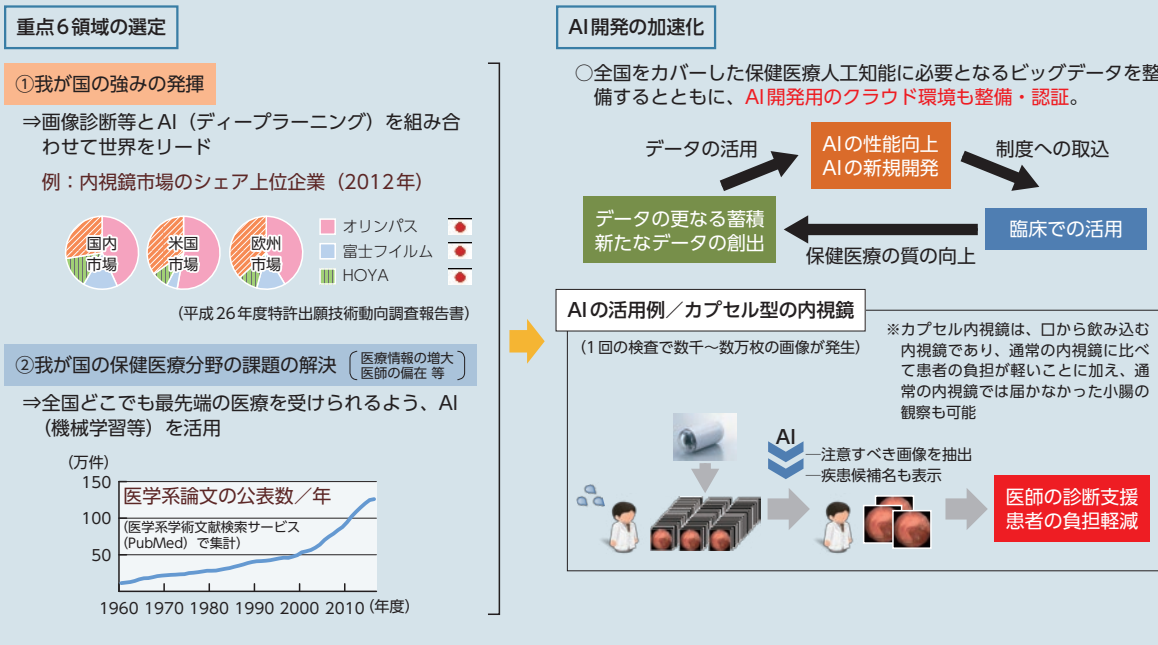 重点6領域の選定
①我が国の強みの発揮
⇒画像診断等とAI（ディープラーニング）を組み合
わせて世界をリード
例：内視鏡市場のシェア上位企業（2012年）
国内
市場
米国
市場
欧州
市場
オリンパス
富士フイルム
HOYA
（平成26年度特許出願技術動向調査報告書）
②我が国の保健医療分野の課題の解決
医療情報の増大
医師の偏在 等
⇒全国どこでも最先端の医療を受けられるよう、AI
（機械学習等）を活用
（万件）
150
100
50
医学系論文の公表数／年
（医学系学術文献検索サービス
（PubMed）で集計）
1960 1970 1980 1990 2000 2010（年度）
AI開発の加速化
○全国をカバーした保健医療人工知能に必要となるビッグデータを整
備するとともに、AI開発用のクラウド環境も整備・認証。
データの活用
AIの性能向上
AIの新規開発
制度への取込
データの更なる蓄積
新たなデータの創出
臨床での活用
保健医療の質の向上
AIの活用例／カプセル型の内視鏡
（1回の検査で数千～数万枚の画像が発生）
※カプセル内視鏡は、口から飲み込む
内視鏡であり、通常の内視鏡に比べ
て患者の負担が軽いことに加え、通
常の内視鏡では届かなかった小腸の
観察も可能
AI
―注意すべき画像を抽出
―疾患候補名も表示
医師の診断支援
患者の負担軽減